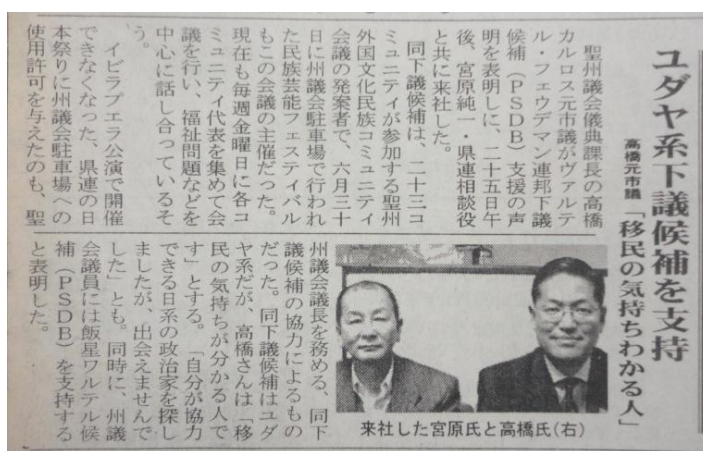 ユダヤ系下議候補を支持
高橋元市議「移民の気持ちわかる人」
聖州議会儀典課長の高橋
カルロス元市議がヴァルテ
ル・フェウデマン連邦下議
候補（PSDB）支援の声
明を表明しに、二十五日午
後、宮原純一・県連相談役
と共に来社した。
同下議候補は、二十三コ
ミュニティが参加する聖州
外国文化民族コミュニティ
会議の発案者で、六月三十
日に州議会駐車場で行われ
た民族芸能フェスティバル
もこの会議の主催だった。
現在も毎週金曜日に各コ
ミュニティ代表を集めて会
議を行い、福祉問題などを
中心に話し合っているそ
う。
イビラプエラ公演で開催
できなくなった、県連の日
本祭りに州議会駐車場への
使用許可を与えたのも、聖
州議会議長を務める、同下
議候補の協力によるもの
だった。同下議候補はユダ
ヤ系だが、高橋さんは「移
民の気持ちが分かる人で
す」とする。「自分が協力
できる日系の政治家を探し
ましたが、出会えませんで
した」とも。同時に、州議
会議員には飯星ワルテル候
補（PSDB）を支持する
と表明した。
来社した宮原氏と高橋氏(右)